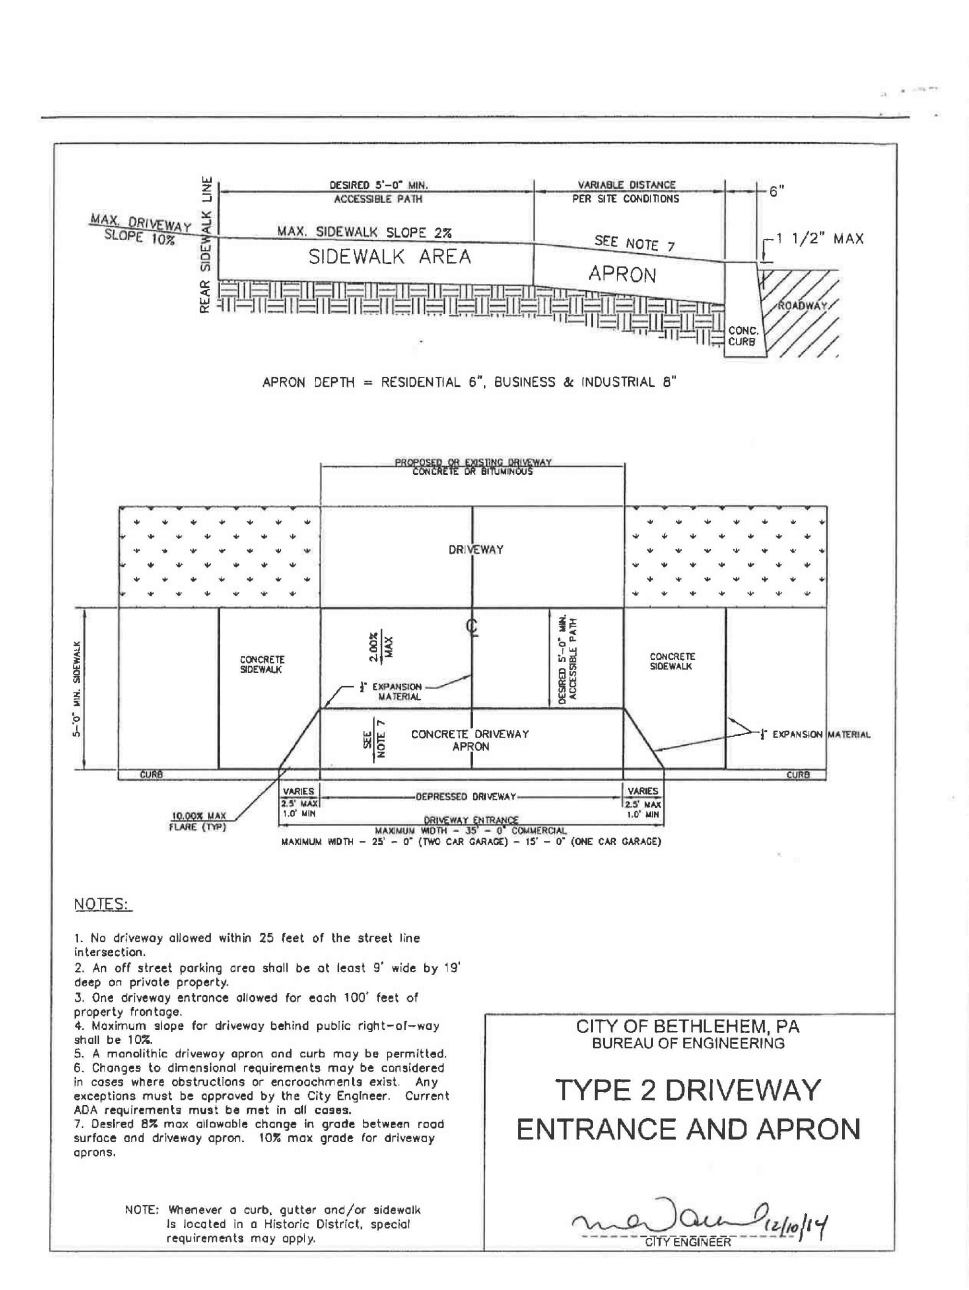 DESIRED 5'-0" MIN.
ACCESSIBLE PATH
VARIABLE DISTANCE
PER SITE CONDITIONS
6"
REAR SIDEWALK LINE
MAX. DRIVEWAY
SLOPE 10%
MAX. SIDEWALK SLOPE 2%
SIDEWALK AREA
SEE NOTE 7
APRON
1 1/2" MAX
ROADWAY
CONC.
CURB
APRON DEPTH = RESIDENTIAL 6", BUSINESS & INDUSTRIAL 8"
PROPOSED OR EXISTING DRIVEWAY
CONCRETE OR BITUMINOUS
DRIVEWAY
5'-0" MIN. SIDEWALK
CONCRETE
SIDEWALK
2.00%
MAX
℄
DESIRED 5'-0" MIN.
ACCESSIBLE PATH
CONCRETE
SIDEWALK
EXPANSION
MATERIAL
SEE
NOTE 7
CONCRETE DRIVEWAY
APRON
EXPANSION MATERIAL
CURB
CURB
10.00% MAX
FLARE (TYP)
VARIES
2.5' MAX
1.0' MIN
DEPRESSED DRIVEWAY
VARIES
2.5' MAX
1.0' MIN
DRIVEWAY ENTRANCE
MAXIMUM WIDTH - 35' - 0" COMMERCIAL
MAXIMUM WIDTH - 25' - 0" (TWO CAR GARAGE) - 15' - 0" (ONE CAR GARAGE)
NOTES:
1. No driveway allowed within 25 feet of the street line
intersection.
2. An off street parking area shall be at least 9' wide by 19'
deep on private property.
3. One driveway entrance allowed for each 100' feet of
property frontage.
4. Maximum slope for driveway behind public right-of-way
shall be 10%.
5. A monolithic driveway apron and curb may be permitted.
6. Changes to dimensional requirements may be considered
in cases where obstructions or encroachments exist. Any
exceptions must be approved by the City Engineer. Current
ADA requirements must be met in all cases.
7. Desired 8% max allowable change in grade between road
surface and driveway apron. 10% max grade for driveway
aprons.
NOTE: Whenever a curb, gutter and/or sidewalk
is located in a Historic District, special
requirements may apply.
CITY OF BETHLEHEM, PA
BUREAU OF ENGINEERING
TYPE 2 DRIVEWAY
ENTRANCE AND APRON
12/10/14
CITY ENGINEER